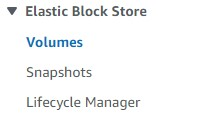 Elastic Block Store
Volumes
Snapshots
Lifecycle Manager